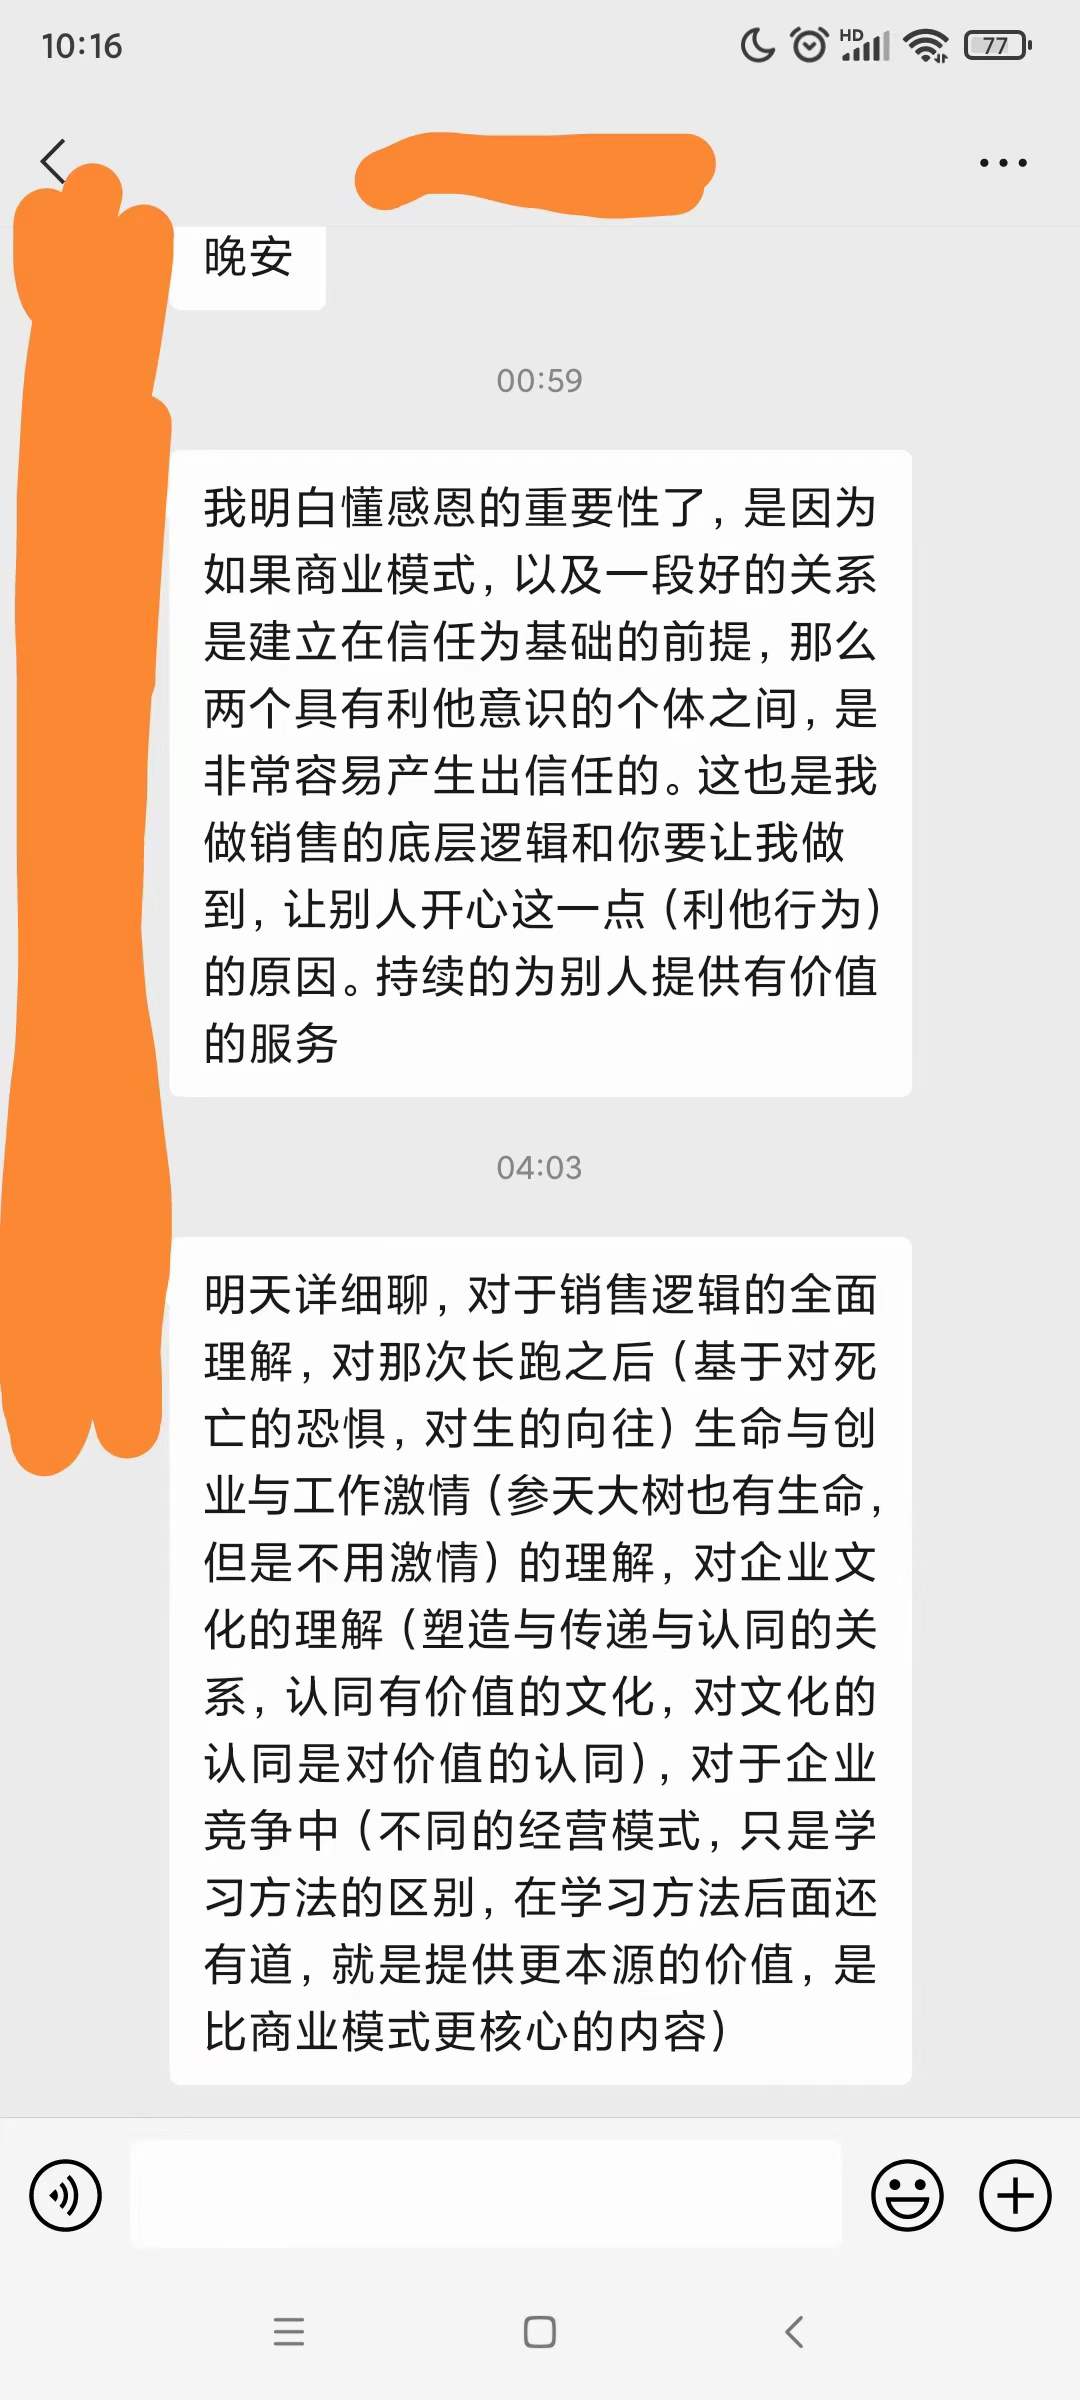 10:16
HD
77
晚安
00:59
我明白懂感恩的重要性了，是因为
如果商业模式，以及一段好的关系
是建立在信任为基础的前提，那么
两个具有利他意识的个体之间，是
非常容易产生出信任的。这也是我
做销售的底层逻辑和你要让我做
到，让别人开心这一点（利他行为）
的原因。持续的为别人提供有价值
的服务
04:03
明天详细聊，对于销售逻辑的全面
理解，对那次长跑之后（基于对死
亡的恐惧，对生的向往）生命与创
业与工作激情（参天大树也有生命，
但是不用激情）的理解，对企业文
化的理解（塑造与传递与认同的关
系，认同有价值的文化，对文化的
认同是对价值的认同），对于企业
竞争中（不同的经营模式，只是学
习方法的区别，在学习方法后面还
有道，就是提供更本源的价值，是
比商业模式更核心的内容）